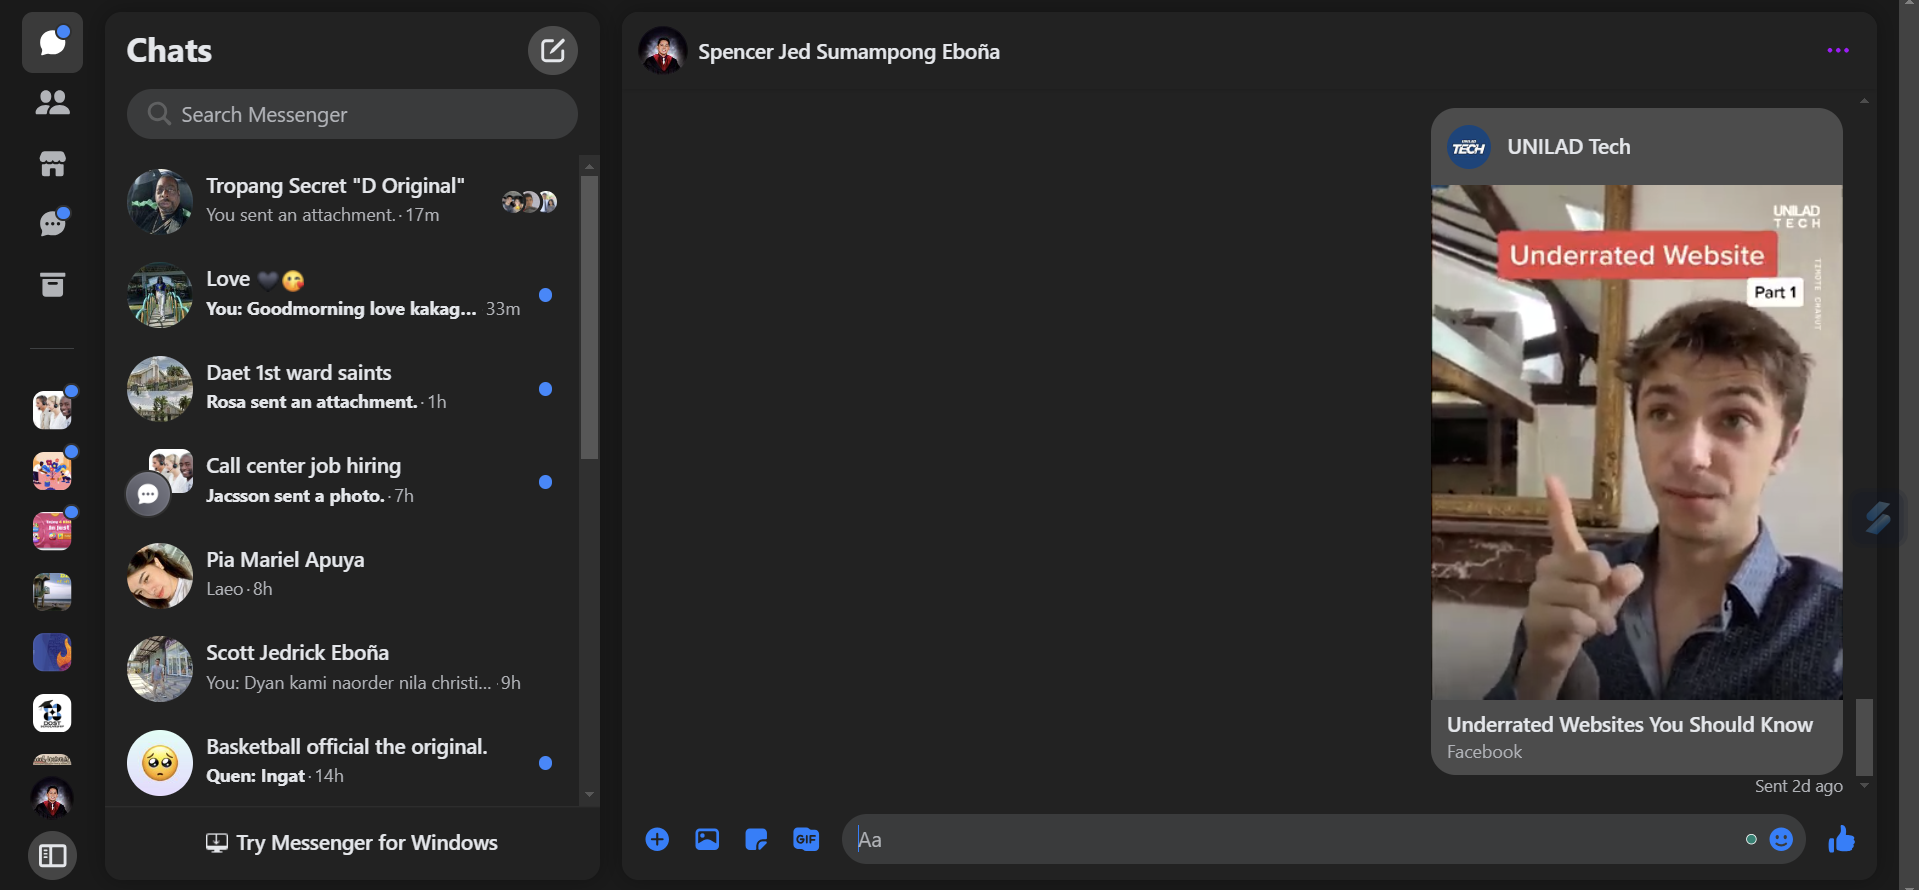 Chats
Search Messenger
Tropang Secret "D Original"
You sent an attachment. · 17m
Love 🖤😋
You: Goodmorning love kakag... 33m
Daet 1st ward saints
Rosa sent an attachment. · 1h
Call center job hiring
Jacsson sent a photo. · 7h
Pia Mariel Apuya
Laeo · 8h
Scott Jedrick Eboña
You: Dyan kami naorder nila christi... · 9h
Basketball official the original.
Quen: Ingat · 14h
Try Messenger for Windows
Spencer Jed Sumampong Eboña
TECH
UNILAD Tech
UNILAD
TECH
Underrated Website
Part 1
TIMOTE CHANUT
Underrated Websites You Should Know
Facebook
Sent 2d ago
GIF
Aa